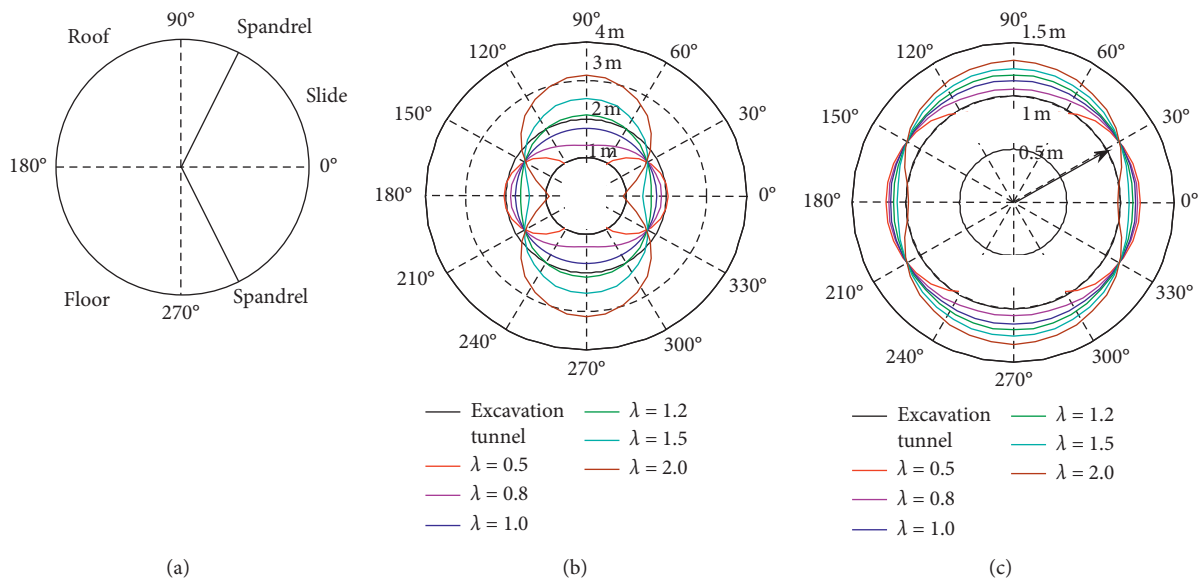 90°
Spandrel
Roof
Slide
180°
0°
Floor
Spandrel
270°
(a)
90°
4 m
120°
60°
3 m
150°
2 m
30°
1 m
180°
0°
210°
330°
240°
300°
270°
Excavation
tunnel
λ = 0.5
λ = 0.8
λ = 1.0
λ = 1.2
λ = 1.5
λ = 2.0
(b)
90°
1.5 m
120°
60°
150°
1 m
30°
0.5 m
180°
0°
210°
330°
240°
300°
270°
Excavation
tunnel
λ = 0.5
λ = 0.8
λ = 1.0
λ = 1.2
λ = 1.5
λ = 2.0
(c)